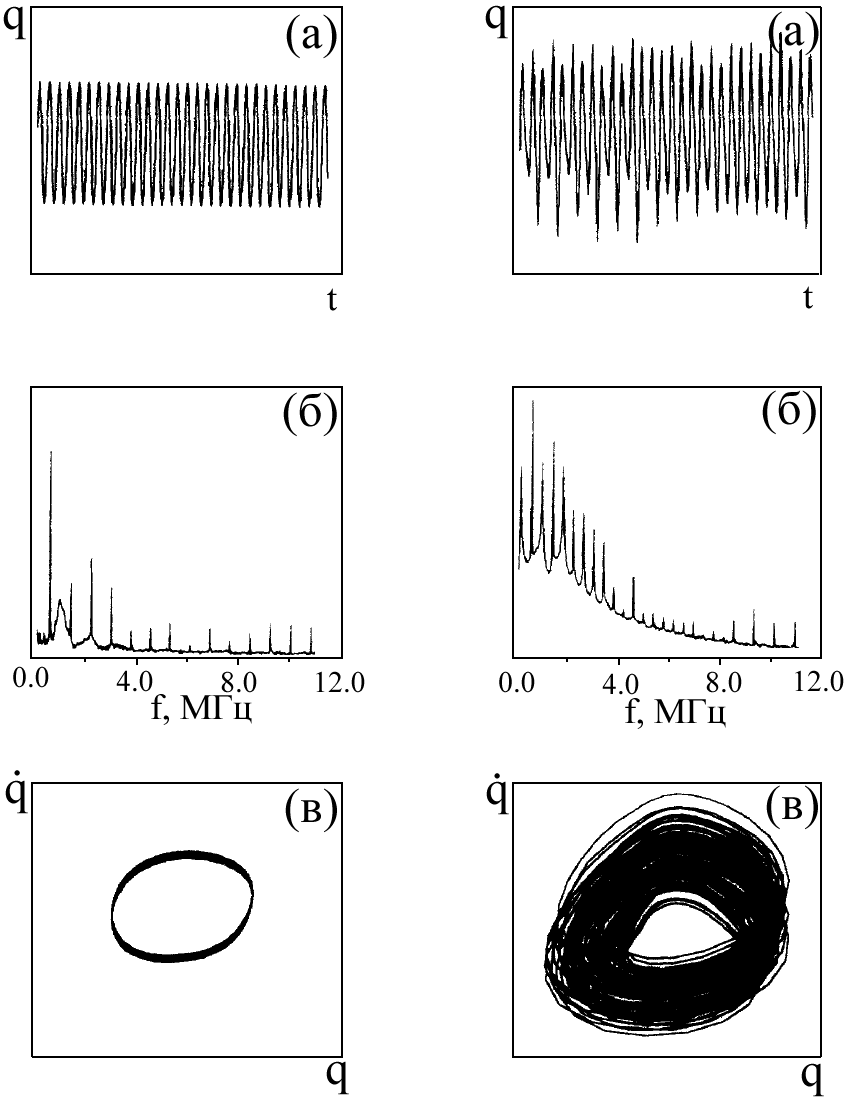 q (а) q (а)
t t
(б) (б)
0.0 4.0 8.0 12.0 0.0 4.0 8.0 12.0
f, МГц f, МГц
q̇ (в) q̇ (в)
q q